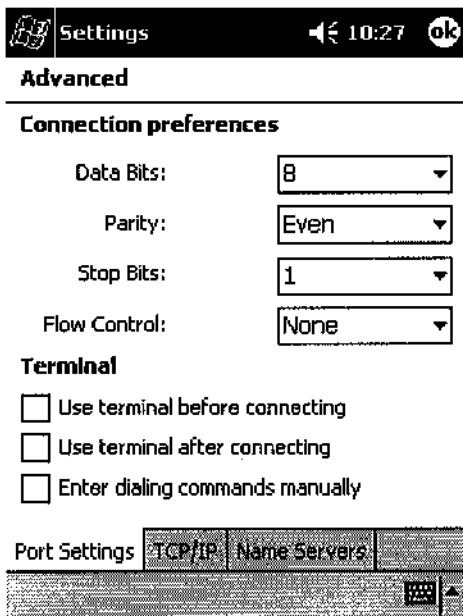 Settings 10:27 ok
Advanced
Connection preferences
Data Bits: 8
Parity: Even
Stop Bits: 1
Flow Control: None
Terminal
Use terminal before connecting
Use terminal after connecting
Enter dialing commands manually
Port Settings TCP/IP Name Servers